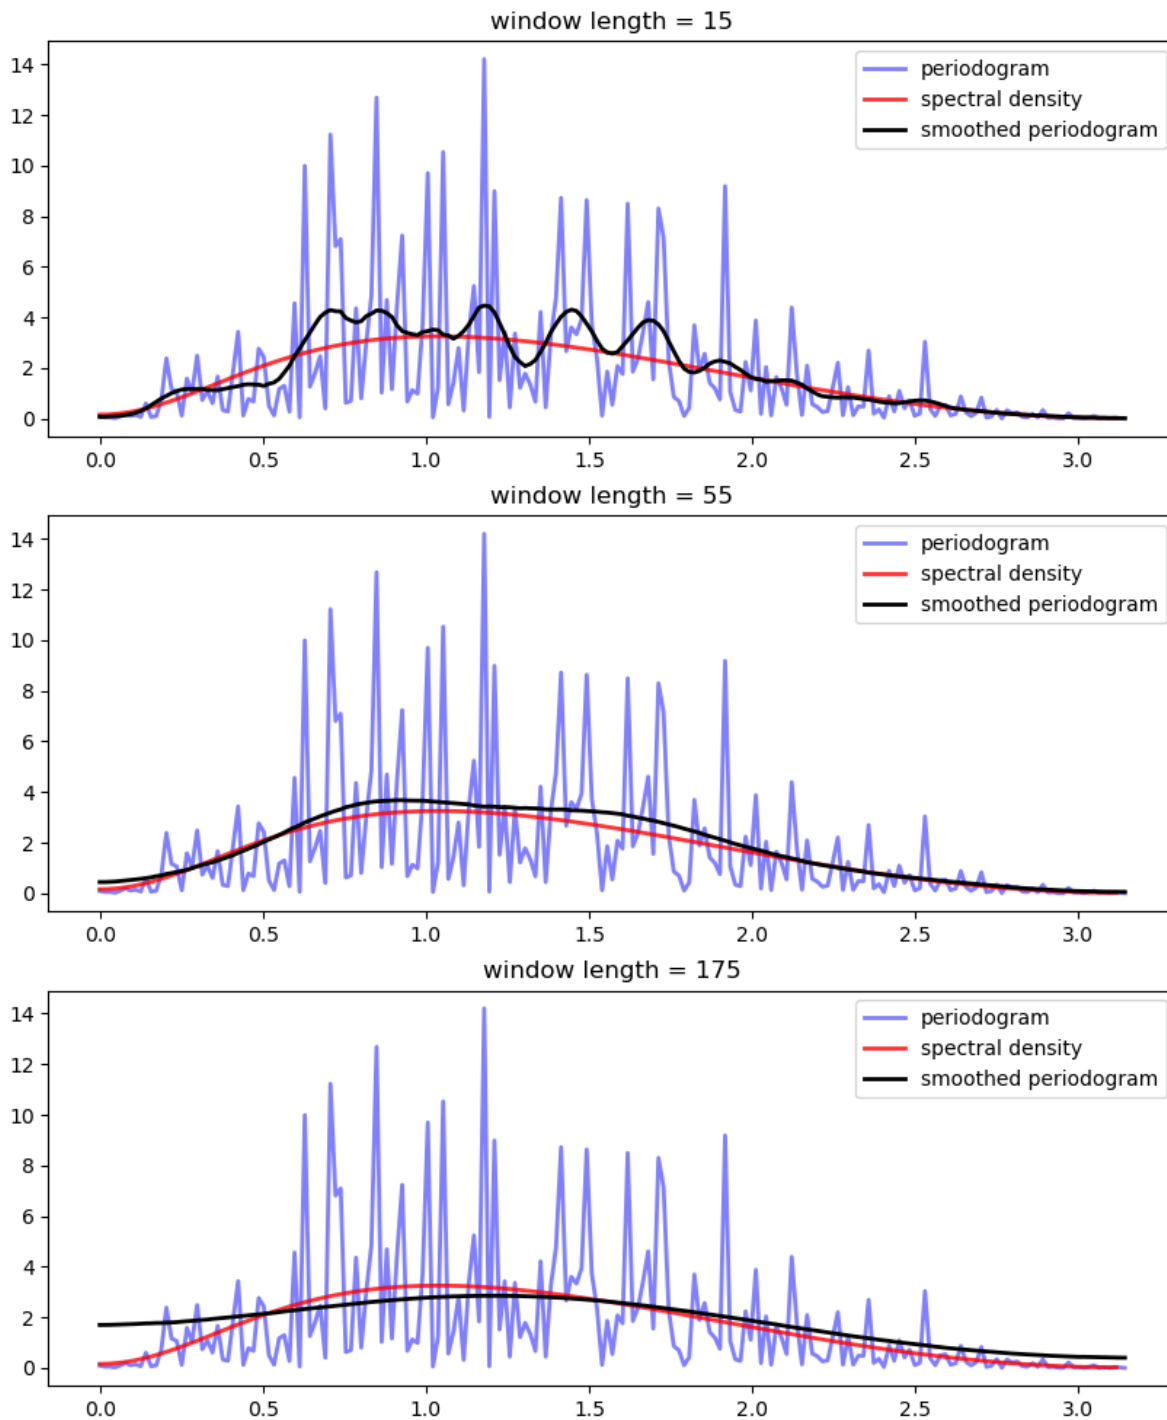 window length = 15
14
12
10
8
6
4
2
0
periodogram
spectral density
smoothed periodogram
0.0 0.5 1.0 1.5 2.0 2.5 3.0
window length = 55
14
12
10
8
6
4
2
0
periodogram
spectral density
smoothed periodogram
0.0 0.5 1.0 1.5 2.0 2.5 3.0
window length = 175
14
12
10
8
6
4
2
0
periodogram
spectral density
smoothed periodogram
0.0 0.5 1.0 1.5 2.0 2.5 3.0